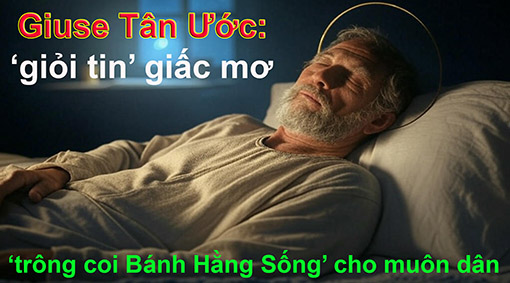 Giuse Tân Ước:
‘giỏi tin’ giấc mơ
‘trông coi Bánh Hằng Sống’ cho muôn dân